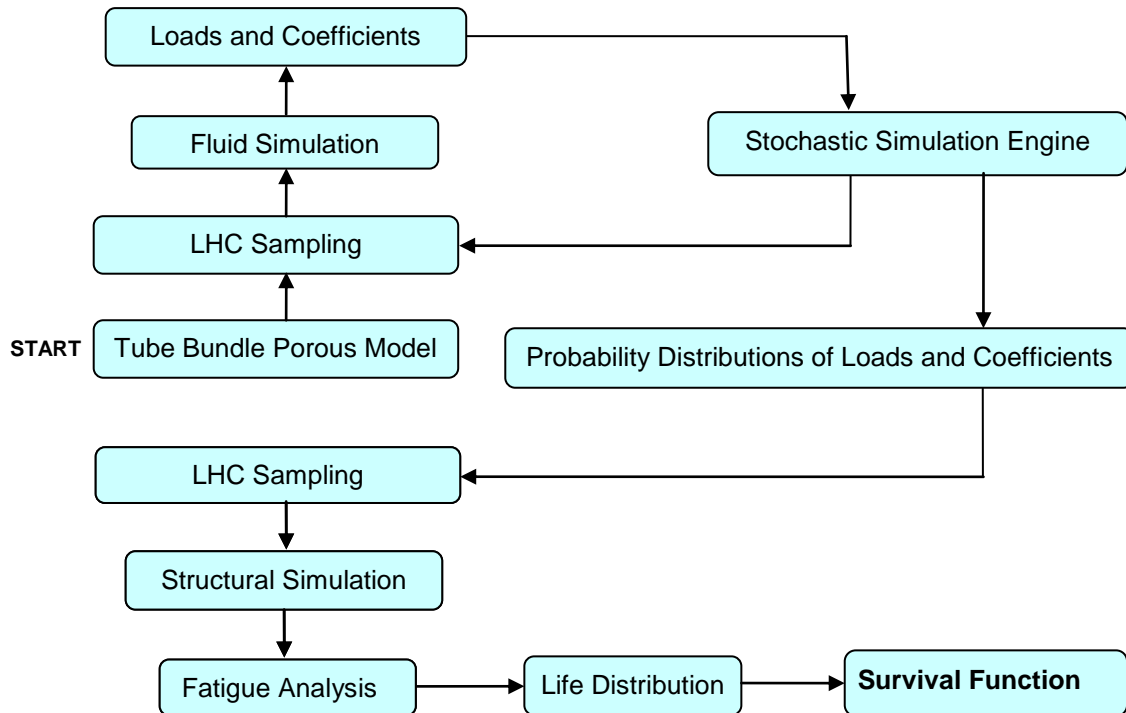 Loads and Coefficients
Fluid Simulation
Stochastic Simulation Engine
LHC Sampling
START
Tube Bundle Porous Model
Probability Distributions of Loads and Coefficients
LHC Sampling
Structural Simulation
Fatigue Analysis
Life Distribution
Survival Function